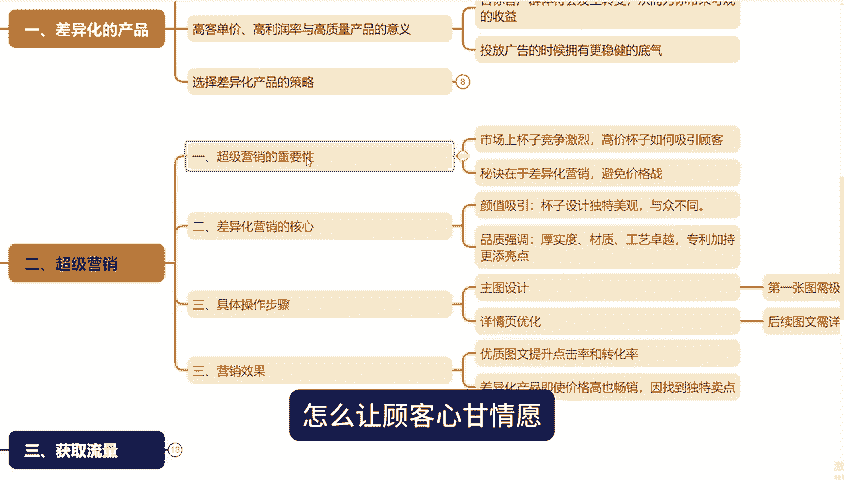 一、差异化的产品
高客单价、高利润率与高质量产品的意义
的收益
投放广告的时候拥有更稳健的底气
选择差异化产品的策略
8
二、超级营销
一、超级营销的重要性
市场上杯子竞争激烈，高价杯子如何吸引顾客
秘诀在于差异化营销，避免价格战
二、差异化营销的核心
颜值吸引：杯子设计独特美观，与众不同。
品质强调：厚实度、材质、工艺卓越，专利加持
更添亮点
三、具体操作步骤
主图设计
第一张图需极
详情页优化
后续图文需详
三、营销效果
优质图文提升点击率和转化率
差异化产品即使价格高也畅销，因找到独特卖点
怎么让顾客心甘情愿
三、获取流量